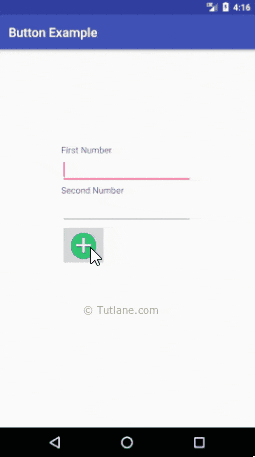 4:16
Button Example
First Number
Second Number
© Tutlane.com